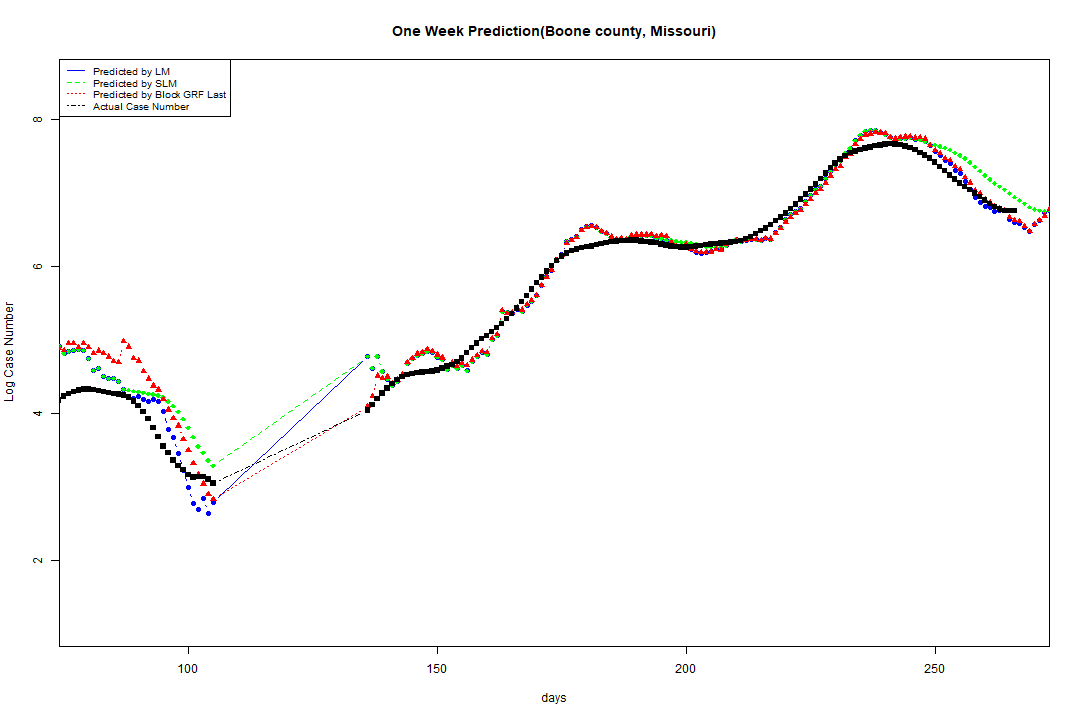 One Week Prediction(Boone county, Missouri)
Predicted by LM
Predicted by SLM
Predicted by Block GRF Last
Actual Case Number
8
6
4
2
Log Case Number
100 150 200 250
days